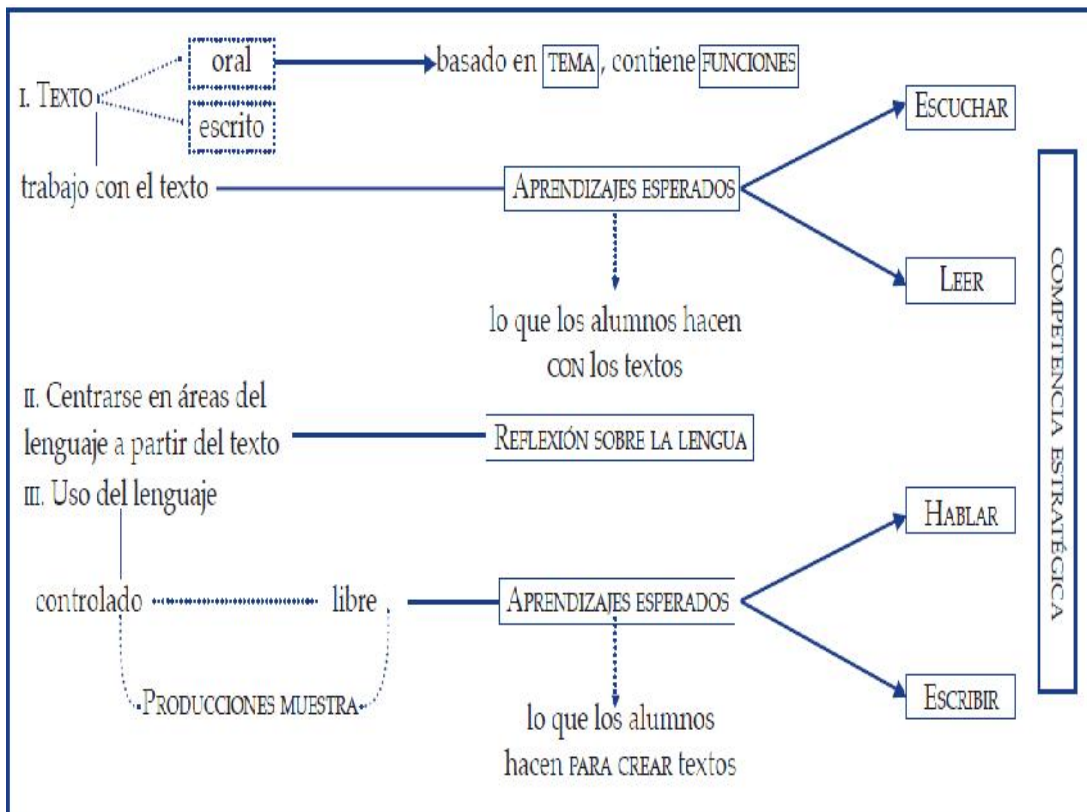 oral
basado en TEMA, contiene FUNCIONES
I. TEXTO
escrito
ESCUCHAR
trabajo con el texto
APRENDIZAJES ESPERADOS
LEER
lo que los alumnos hacen
CON los textos
II. Centrarse en áreas del
lenguaje a partir del texto
REFLEXIÓN SOBRE LA LENGUA
III. Uso del lenguaje
HABLAR
controlado
libre
APRENDIZAJES ESPERADOS
PRODUCCIONES MUESTRA
ESCRIBIR
lo que los alumnos
hacen PARA CREAR textos
COMPETENCIA ESTRATÉGICA